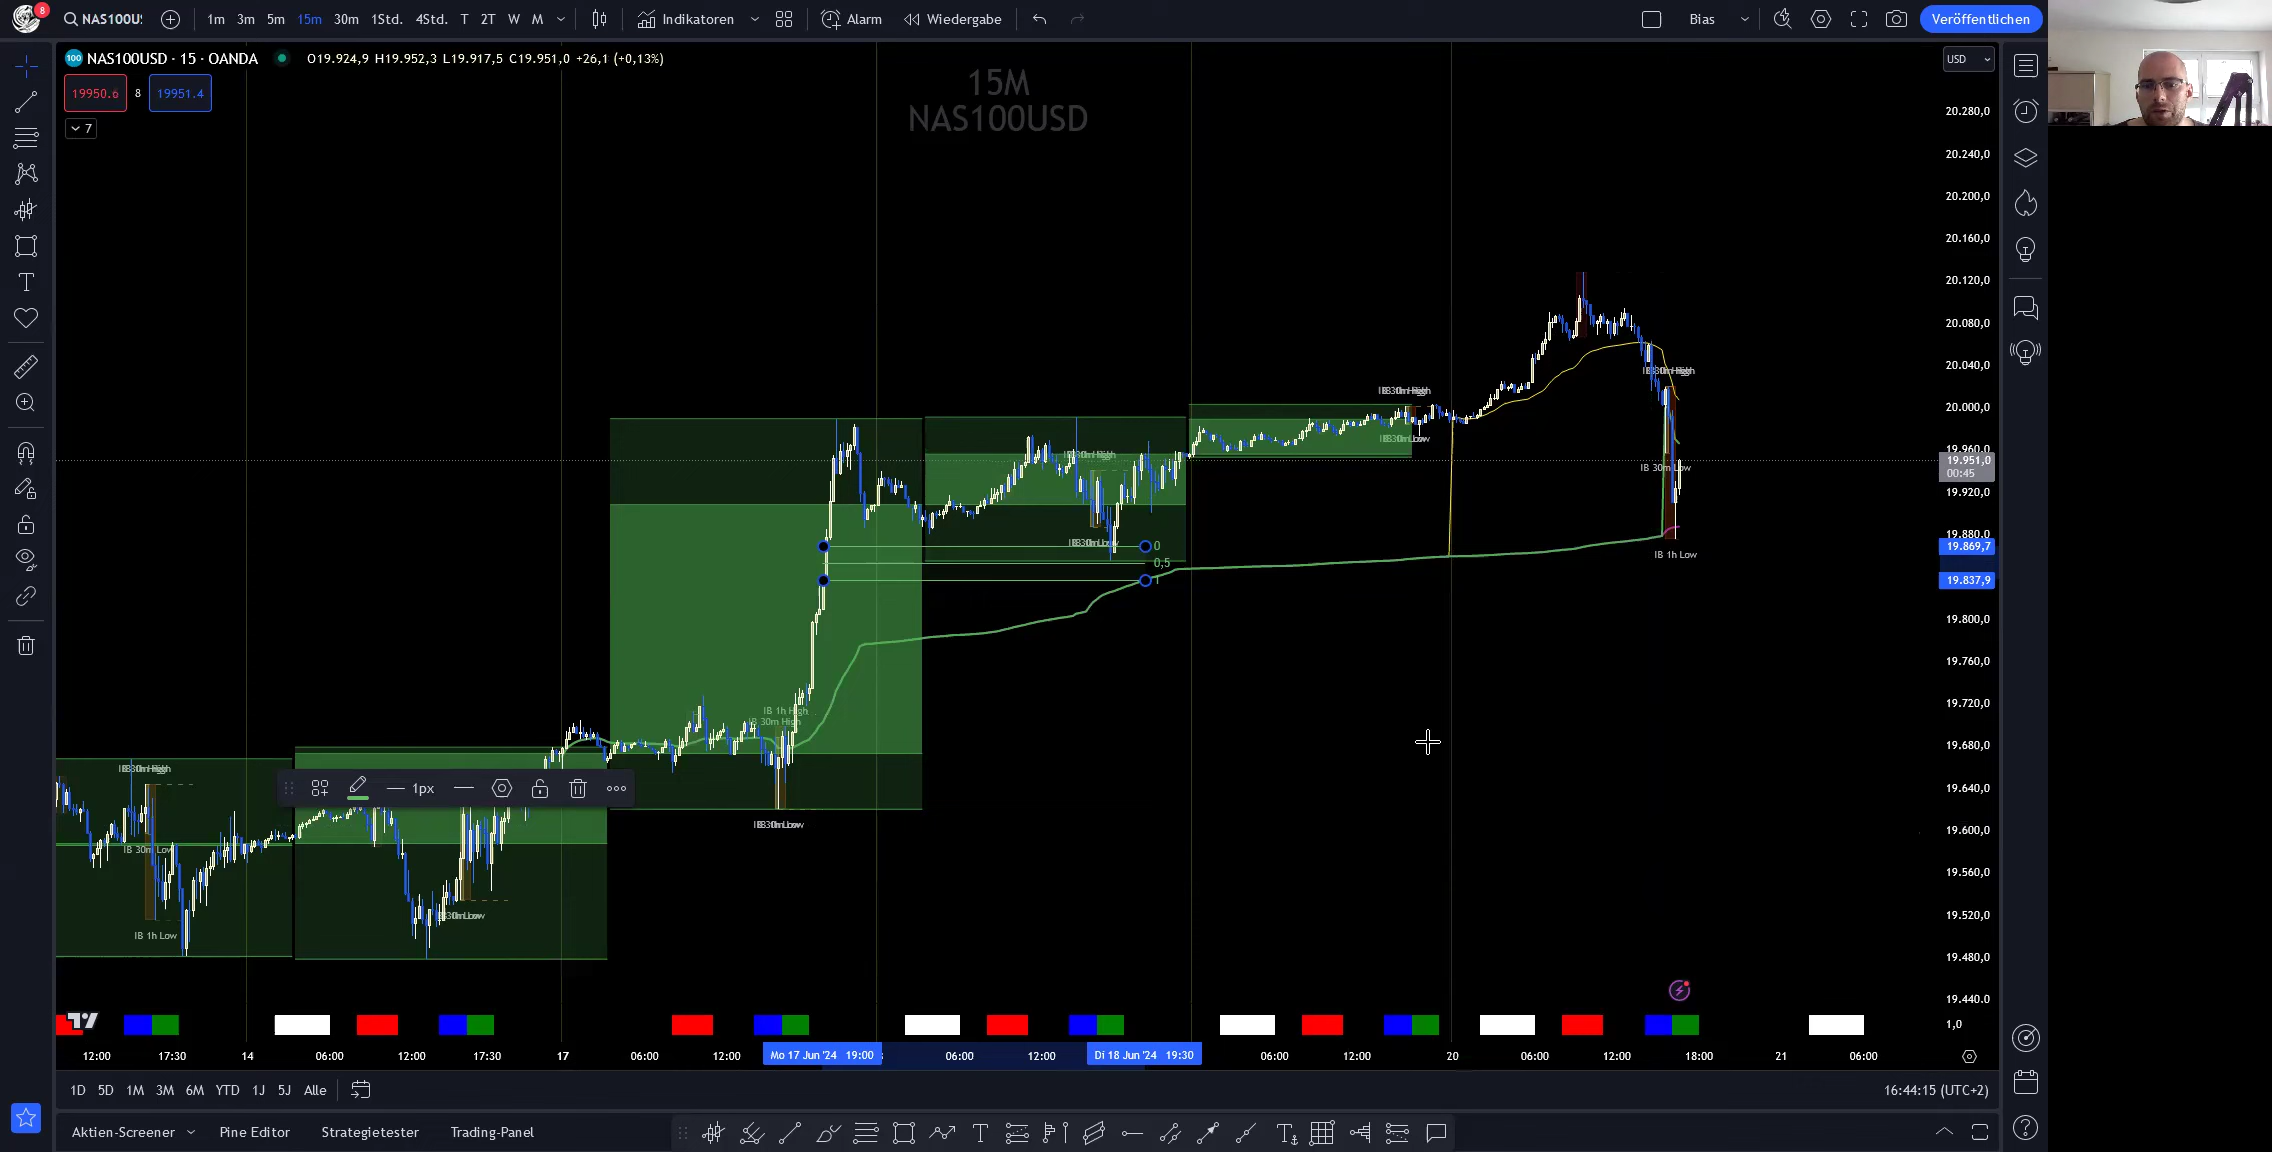 8
NAS100U
1m 3m 5m 15m 30m 1Std. 4Std. T 2T W M
Indikatoren
Alarm
Wiedergabe
Bias
Veröffentlichen
100 NAS100USD · 15 · OANDA
O19.924,9 H19.952,3 L19.917,5 C19.951,0 +26,1 (+0,13%)
USD
19950.6 8 19951.4
7
15M
NAS100USD
20.280,0
20.240,0
20.200,0
20.160,0
20.120,0
20.080,0
20.040,0
20.000,0
19.960,0
19.951,0
00:45
19.920,0
19.880,0
19.869,7
19.837,9
19.800,0
19.760,0
19.720,0
19.680,0
19.640,0
19.600,0
19.560,0
19.520,0
19.480,0
19.440,0
1,0
IB 30m Low
IB 1h Low
0
0,5
1
IB 1h High
IB 30m High
1px
IB 30m Low
IB 1h Low
12:00 17:30 14 06:00 12:00 17:30 17 06:00 12:00 Mo 17 Jun '24 19:00 06:00 12:00 Di 18 Jun '24 19:30 06:00 12:00 20 06:00 12:00 18:00 21 06:00
1D 5D 1M 3M 6M YTD 1J 5J Alle
16:44:15 (UTC+2)
Aktien-Screener
Pine Editor
Strategietester
Trading-Panel